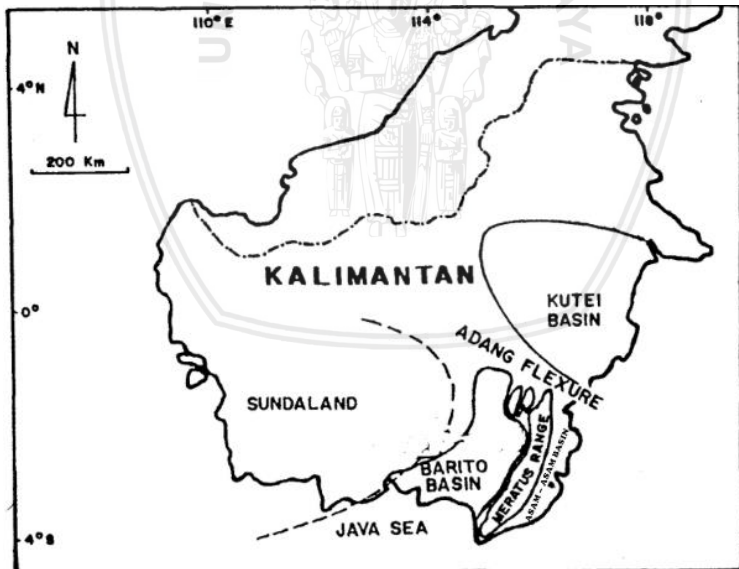 110° E 114° 118°
N
4°N
200 Km
KALIMANTAN
KUTEI
BASIN
0°
ADANG FLEXURE
SUNDALAND
BARITO
BASIN
MERATUS RANGE
ASAM - ASAM BASIN
JAVA SEA
4°S